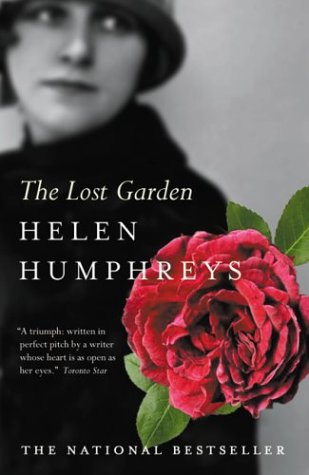 The Lost Garden
HELEN
HUMPHREYS
"A triumph: written in
perfect pitch by a writer
whose heart is as open as
her eyes." Toronto Star
THE NATIONAL BESTSELLER